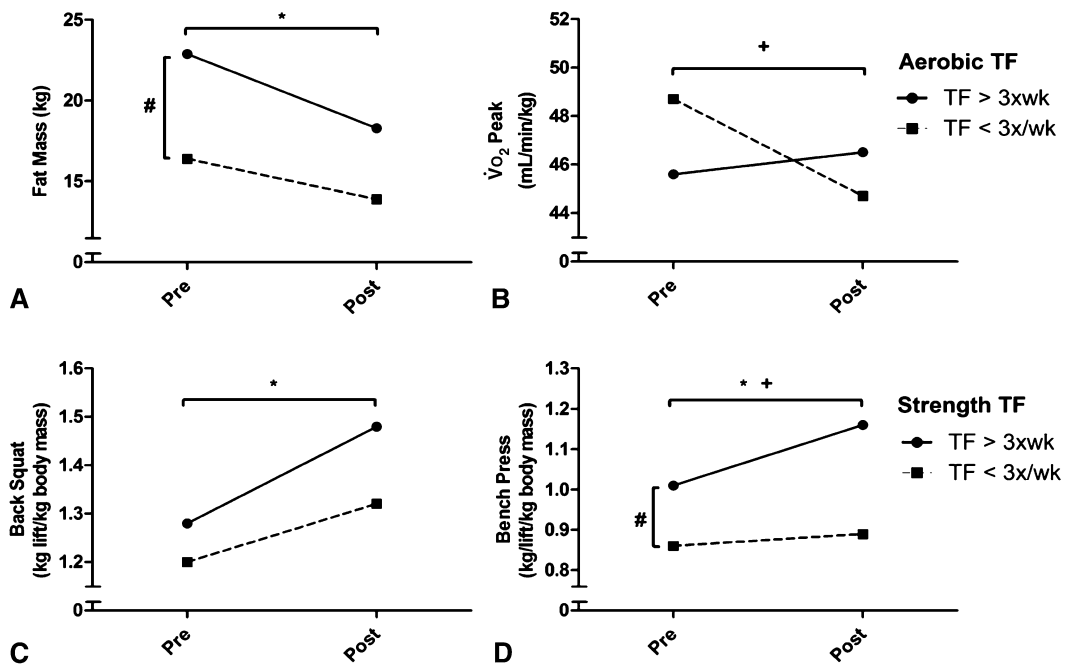 25
20
15
0
Fat Mass (kg)
*
#
Pre
Post
A
52
50
48
46
44
0
V̇O₂ Peak
(mL/min/kg)
+
Pre
Post
B
Aerobic TF
TF > 3xwk
TF < 3x/wk
1.6
1.5
1.4
1.3
1.2
0
Back Squat
(kg lift/kg body mass)
*
Pre
Post
C
1.3
1.2
1.1
1.0
0.9
0.8
0
Bench Press
(kg/lift/kg body mass)
* +
#
Pre
Post
D
Strength TF
TF > 3xwk
TF < 3x/wk